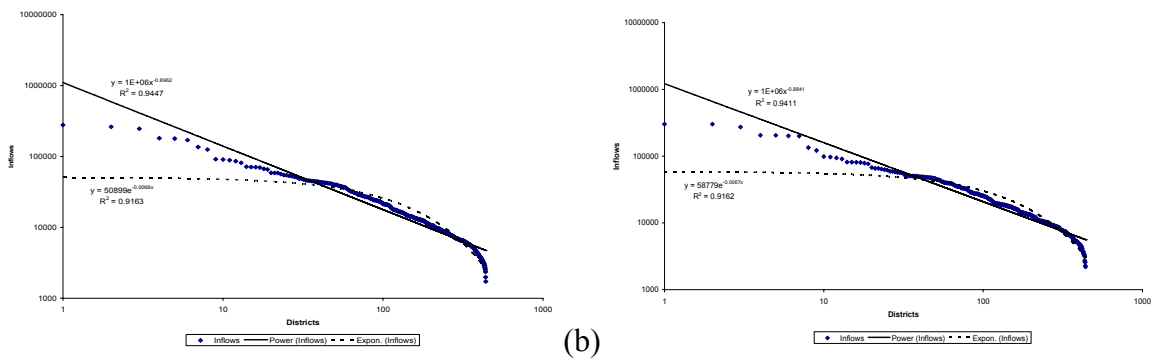 10000000
y = 1E+06x^-0.8962
R² = 0.9447
1000000
Inflows
100000
y = 50899e^-0.0068x
R² = 0.9163
10000
1000
1 10 100 1000
Districts
Inflows Power (Inflows) Expon. (Inflows)
(b)
10000000
y = 1E+06x^-0.8841
R² = 0.9411
1000000
Inflows
100000
y = 58779e^-0.0067x
R² = 0.9162
10000
1000
1 10 100 1000
Districts
Inflows Power (Inflows) Expon. (Inflows)